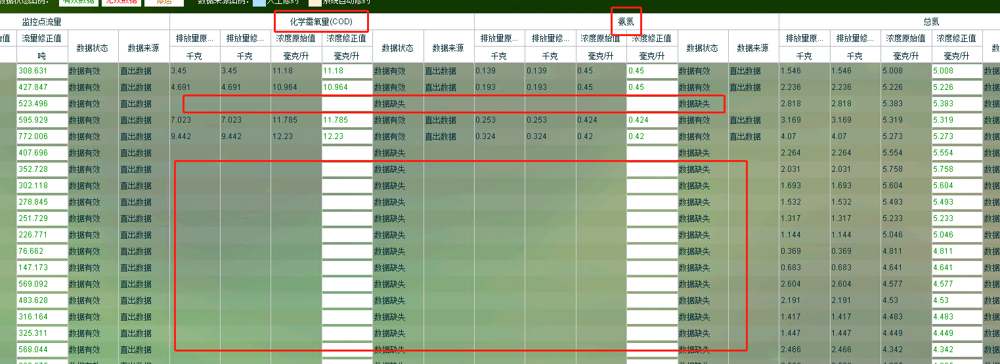 数据状态图例: 有效数据 无效数据 停运 数据来源图例: 人工修约 系统自动修约
监控点流量 化学需氧量(COD) 氨氮 总氮
始值 流量修正值 数据状态 数据来源 排放量原... 排放量修... 浓度原始值 浓度修正值 数据状态 数据来源 排放量原... 排放量修... 浓度原始值 浓度修正值 数据状态 数据来源 排放量原... 排放量修... 浓度原始值 浓度修正值 数
吨 千克 千克 毫克/升 毫克/升 千克 千克 毫克/升 毫克/升 千克 千克 毫克/升 毫克/升
308.631 数据有效 直出数据 3.45 3.45 11.18 11.18 数据有效 直出数据 0.139 0.139 0.45 0.45 数据有效 直出数据 1.546 1.546 5.008 5.008 数据
427.847 数据有效 直出数据 4.691 4.691 10.964 10.964 数据有效 直出数据 0.193 0.193 0.45 0.45 数据有效 直出数据 2.236 2.236 5.226 5.226 数据
523.496 数据有效 直出数据 数据缺失 数据缺失 2.818 2.818 5.383 5.383 数据
595.929 数据有效 直出数据 7.023 7.023 11.785 11.785 数据有效 直出数据 0.253 0.253 0.424 0.424 数据有效 直出数据 3.169 3.169 5.319 5.319 数据
772.006 数据有效 直出数据 9.442 9.442 12.23 12.23 数据有效 直出数据 0.324 0.324 0.42 0.42 数据有效 直出数据 4.07 4.07 5.273 5.273 数据
407.696 数据有效 直出数据 数据缺失 数据缺失 2.264 2.264 5.554 5.554 数据
352.728 数据有效 直出数据 数据缺失 数据缺失 2.031 2.031 5.758 5.758 数据
302.118 数据有效 直出数据 数据缺失 数据缺失 1.693 1.693 5.604 5.604 数据
278.845 数据有效 直出数据 数据缺失 数据缺失 1.532 1.532 5.493 5.493 数据
251.729 数据有效 直出数据 数据缺失 数据缺失 1.317 1.317 5.233 5.233 数据
226.771 数据有效 直出数据 数据缺失 数据缺失 1.144 1.144 5.046 5.046 数据
76.662 数据有效 直出数据 数据缺失 数据缺失 0.369 0.369 4.811 4.811 数据
147.173 数据有效 直出数据 数据缺失 数据缺失 0.683 0.683 4.641 4.641 数据
569.092 数据有效 直出数据 数据缺失 数据缺失 2.604 2.604 4.577 4.577 数据
483.628 数据有效 直出数据 数据缺失 数据缺失 2.191 2.191 4.53 4.53 数据
316.164 数据有效 直出数据 数据缺失 数据缺失 1.417 1.417 4.483 4.483 数据
325.311 数据有效 直出数据 数据缺失 数据缺失 1.447 1.447 4.449 4.449 数据
568.044 数据有效 直出数据 数据缺失 数据缺失 2.466 2.466 4.342 4.342 数据